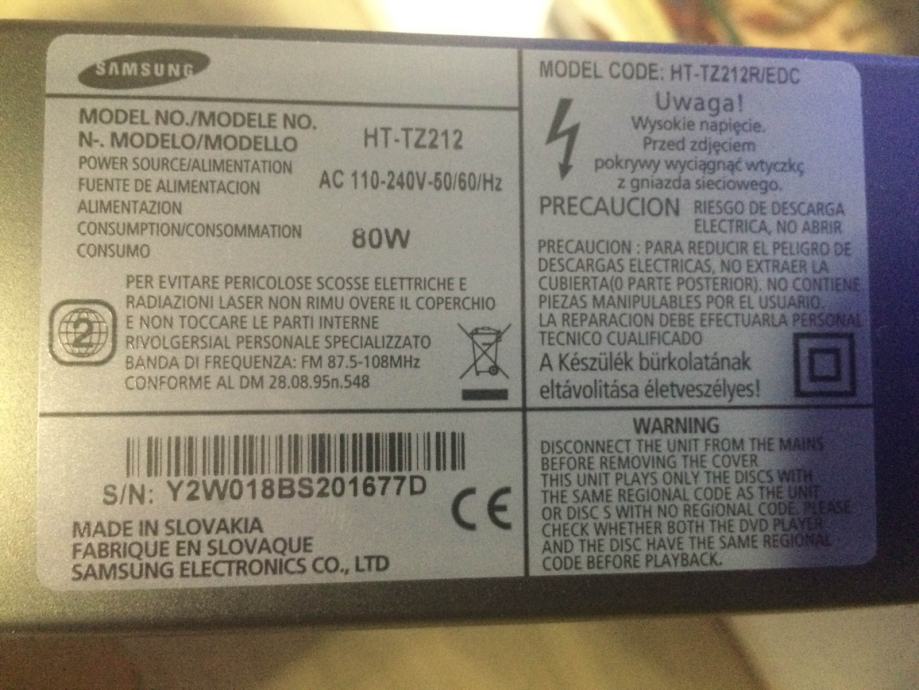 SAMSUNG
MODEL NO./MODELE NO.
N-. MODELO/MODELLO
HT-TZ212
POWER SOURCE/ALIMENTATION
FUENTE DE ALIMENTACION
ALIMENTAZION
AC 110-240V-50/60/Hz
CONSUMPTION/CONSOMMATION
CONSUMO
80W
PER EVITARE PERICOLOSE SCOSSE ELETTRICHE E
RADIAZIONI LASER NON RIMU OVERE IL COPERCHIO
E NON TOCCARE LE PARTI INTERNE
RIVOLGERSIAL PERSONALE SPECIALIZZATO
BANDA DI FREQUENZA: FM 87.5-108MHz
CONFORME AL DM 28.08.95n.548
2
S/N: Y2W018BS201677D
CE
MADE IN SLOVAKIA
FABRIQUE EN SLOVAQUE
SAMSUNG ELECTRONICS CO., LTD
MODEL CODE: HT-TZ212R/EDC
Uwaga!
Wysokie napięcie.
Przed zdjęciem
pokrywy wyciągnąć wtyczkę
z gniazda sieciowego.
PRECAUCION RIESGO DE DESCARGA
ELECTRICA, NO ABRIR
PRECAUCION : PARA REDUCIR EL PELIGRO DE
DESCARGAS ELECTRICAS, NO EXTRAER LA
CUBIERTA(0 PARTE POSTERIOR). NO CONTIENE
PIEZAS MANIPULABLES POR EL USUARIO.
LA REPARACION DEBE EFECTUARLA PERSONAL
TECNICO CUALIFICADO
A Készülék bürkolatának
eltávolitása életveszélyes!
WARNING
DISCONNECT THE UNIT FROM THE MAINS
BEFORE REMOVING THE COVER
THIS UNIT PLAYS ONLY THE DISCS WITH
THE SAME REGIONAL CODE AS THE UNIT
OR DISC S WITH NO REGIONAL CODE. PLEASE
CHECK WHETHER BOTH THE DVD PLAYER
AND THE DISC HAVE THE SAME REGIONAL
CODE BEFORE PLAYBACK.